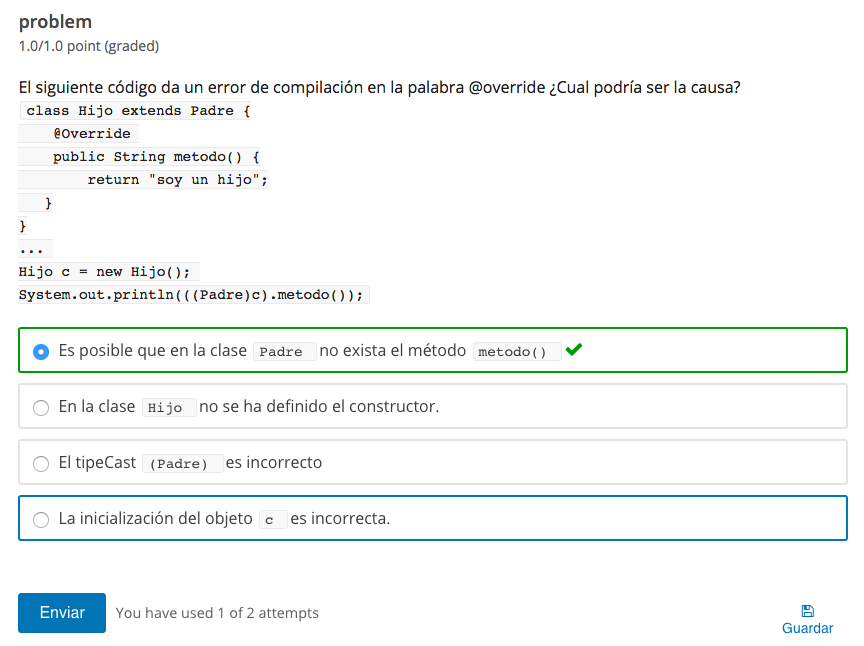 problem
1.0/1.0 point (graded)
El siguiente código da un error de compilación en la palabra @override ¿Cual podría ser la causa?
class Hijo extends Padre {
@Override
public String metodo() {
return "soy un hijo";
}
}
...
Hijo c = new Hijo();
System.out.println(((Padre)c).metodo());
Es posible que en la clase Padre no exista el método metodo()
En la clase Hijo no se ha definido el constructor.
El tipeCast (Padre) es incorrecto
La inicialización del objeto c es incorrecta.
Enviar You have used 1 of 2 attempts
Guardar